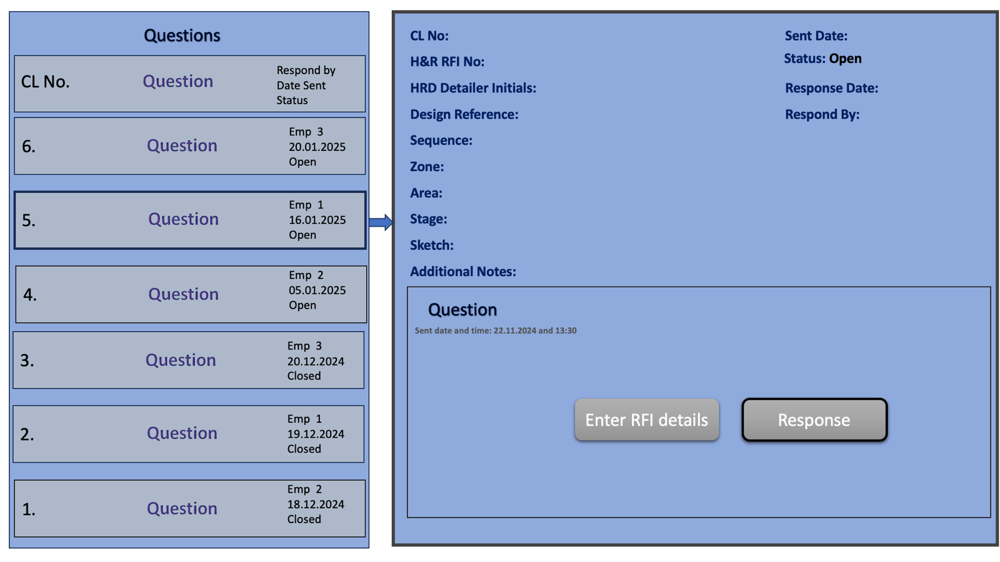 Questions
CL No.
Question
Respond by
Date Sent
Status
6.
Question
Emp 3
20.01.2025
Open
5.
Question
Emp 1
16.01.2025
Open
4.
Question
Emp 2
05.01.2025
Open
3.
Question
Emp 3
20.12.2024
Closed
2.
Question
Emp 1
19.12.2024
Closed
1.
Question
Emp 2
18.12.2024
Closed
CL No:
H&R RFI No:
HRD Detailer Initials:
Design Reference:
Sequence:
Zone:
Area:
Stage:
Sketch:
Additional Notes:
Sent Date:
Status: Open
Response Date:
Respond By:
Question
Sent date and time: 22.11.2024 and 13:30
Enter RFI details
Response